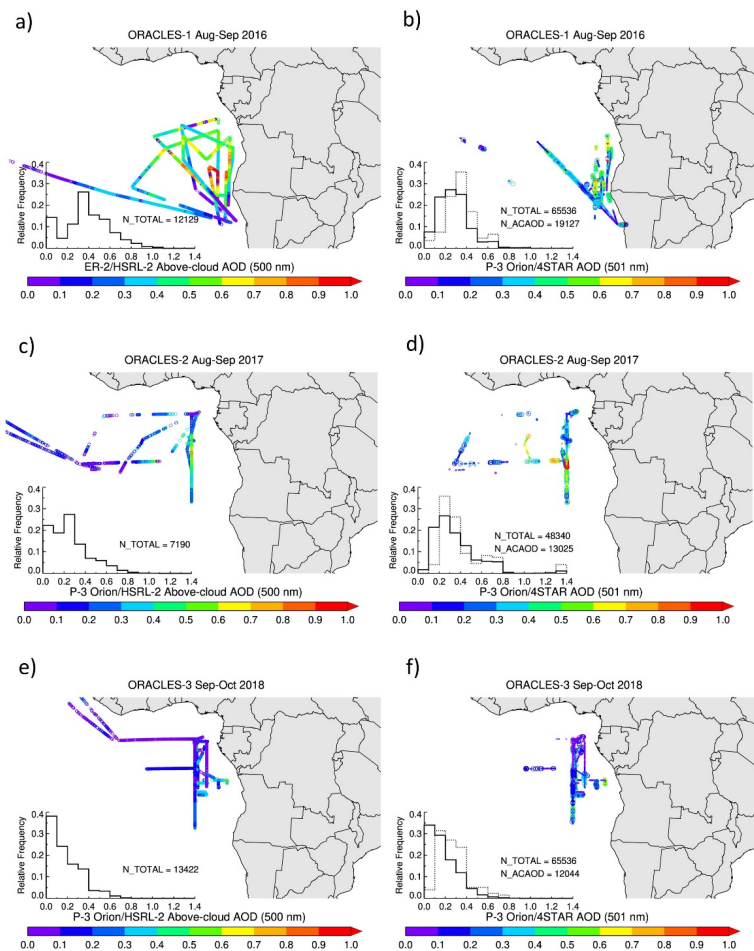 a)
ORACLES-1 Aug-Sep 2016
Relative Frequency
0.4
0.3
0.2
0.1
0.0
0.0 0.2 0.4 0.6 0.8 1.0 1.2 1.4
N_TOTAL = 12129
ER-2/HSRL-2 Above-cloud AOD (500 nm)
0.0 0.1 0.2 0.3 0.4 0.5 0.6 0.7 0.8 0.9 1.0
b)
ORACLES-1 Aug-Sep 2016
Relative Frequency
0.4
0.3
0.2
0.1
0.0
0.0 0.2 0.4 0.6 0.8 1.0 1.2 1.4
N_TOTAL = 65536
N_ACAOD = 19127
P-3 Orion/4STAR AOD (501 nm)
0.0 0.1 0.2 0.3 0.4 0.5 0.6 0.7 0.8 0.9 1.0
c)
ORACLES-2 Aug-Sep 2017
Relative Frequency
0.4
0.3
0.2
0.1
0.0
0.0 0.2 0.4 0.6 0.8 1.0 1.2 1.4
N_TOTAL = 7190
P-3 Orion/HSRL-2 Above-cloud AOD (500 nm)
0.0 0.1 0.2 0.3 0.4 0.5 0.6 0.7 0.8 0.9 1.0
d)
ORACLES-2 Aug-Sep 2017
Relative Frequency
0.4
0.3
0.2
0.1
0.0
0.0 0.2 0.4 0.6 0.8 1.0 1.2 1.4
N_TOTAL = 48340
N_ACAOD = 13025
P-3 Orion/4STAR AOD (501 nm)
0.0 0.1 0.2 0.3 0.4 0.5 0.6 0.7 0.8 0.9 1.0
e)
ORACLES-3 Sep-Oct 2018
Relative Frequency
0.4
0.3
0.2
0.1
0.0
0.0 0.2 0.4 0.6 0.8 1.0 1.2 1.4
N_TOTAL = 13422
P-3 Orion/HSRL-2 Above-cloud AOD (500 nm)
0.0 0.1 0.2 0.3 0.4 0.5 0.6 0.7 0.8 0.9 1.0
f)
ORACLES-3 Sep-Oct 2018
Relative Frequency
0.4
0.3
0.2
0.1
0.0
0.0 0.2 0.4 0.6 0.8 1.0 1.2 1.4
N_TOTAL = 65536
N_ACAOD = 12044
P-3 Orion/4STAR AOD (501 nm)
0.0 0.1 0.2 0.3 0.4 0.5 0.6 0.7 0.8 0.9 1.0